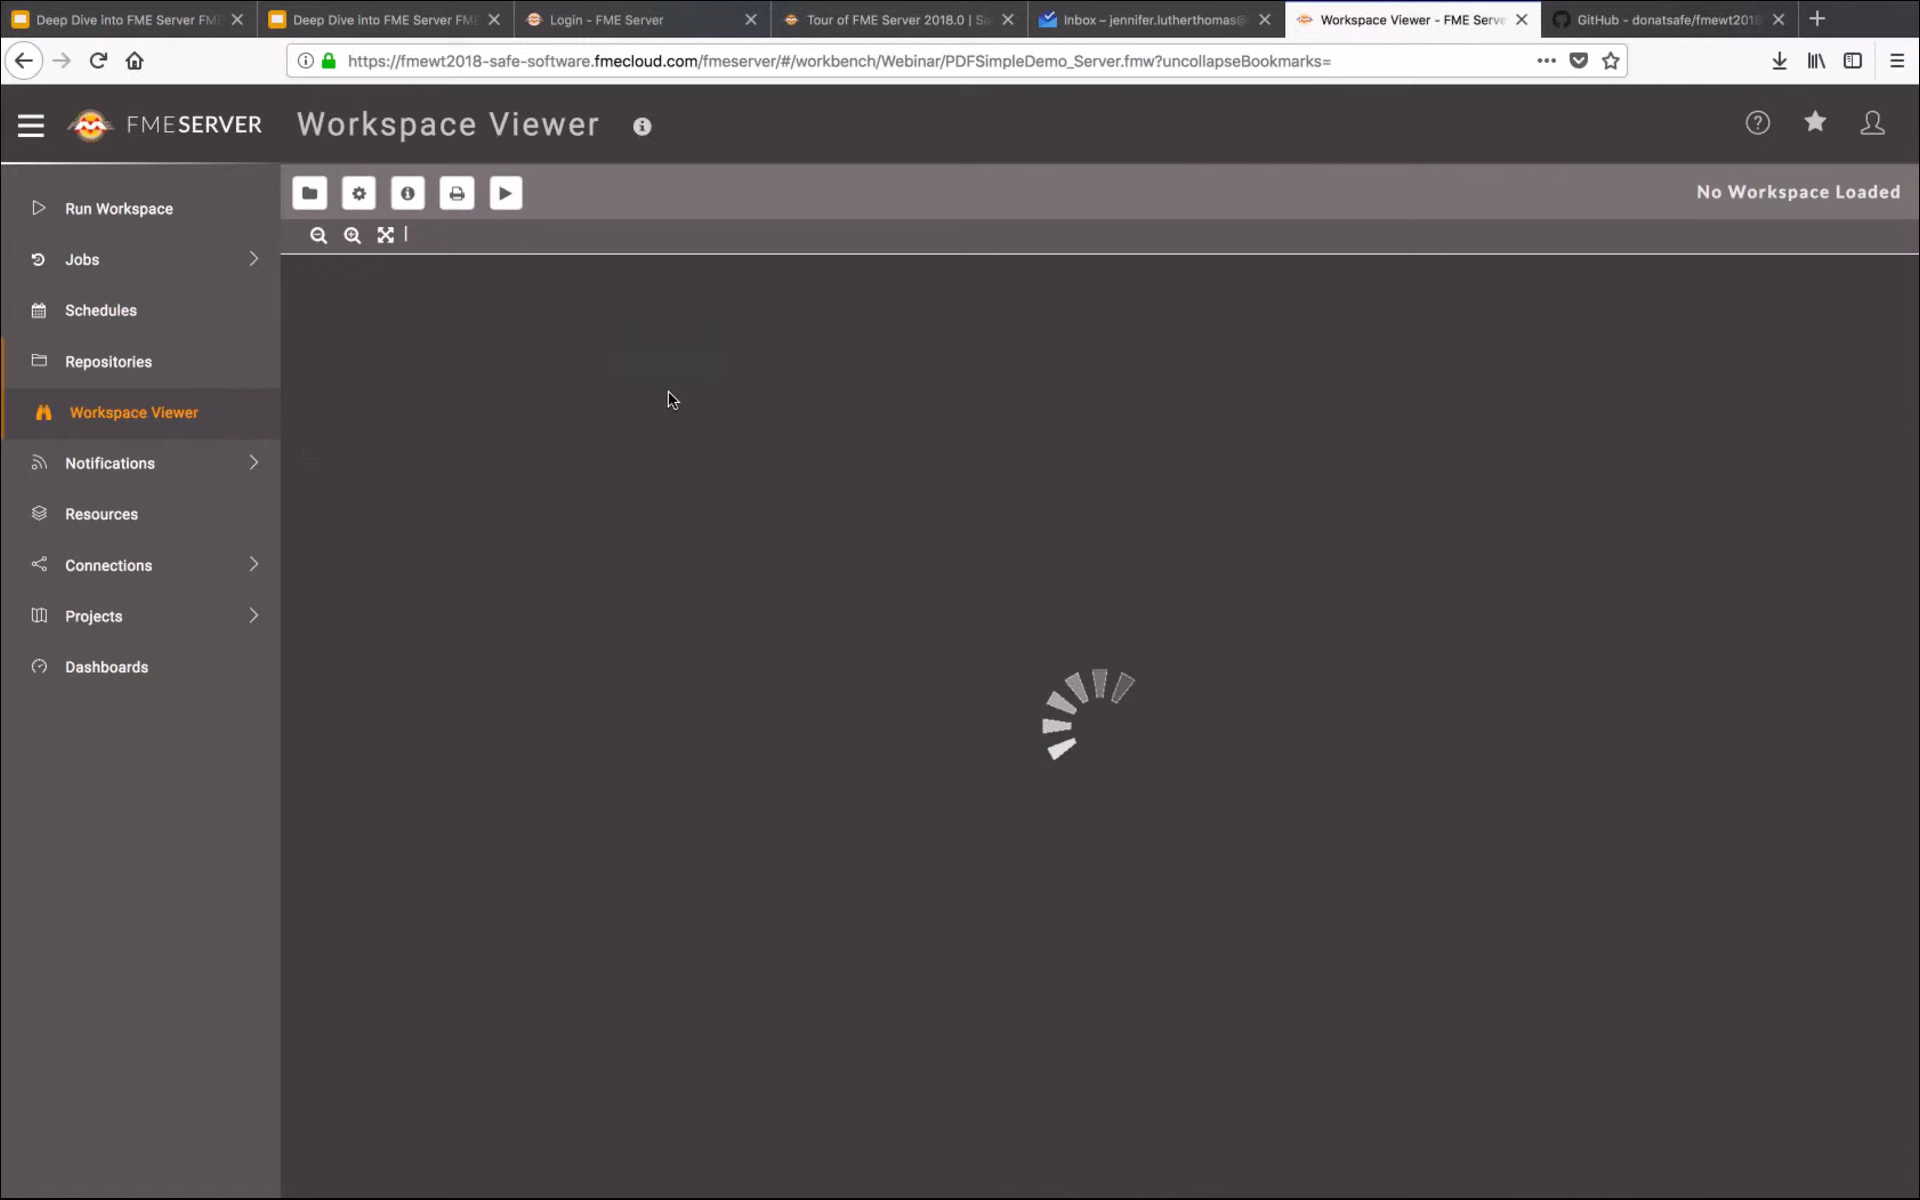 Deep Dive into FME Server FM
Deep Dive into FME Server FM
Login - FME Server
Tour of FME Server 2018.0 | Sa
Inbox – jennifer.lutherthomas@
Workspace Viewer - FME Serve
GitHub - donatsafe/fmewt2018
https://fmewt2018-safe-software.fmecloud.com/fmeserver/#/workbench/Webinar/PDFSimpleDemo_Server.fmw?uncollapseBookmarks=
FMESERVER
Workspace Viewer
No Workspace Loaded
Run Workspace
Jobs
Schedules
Repositories
Workspace Viewer
Notifications
Resources
Connections
Projects
Dashboards